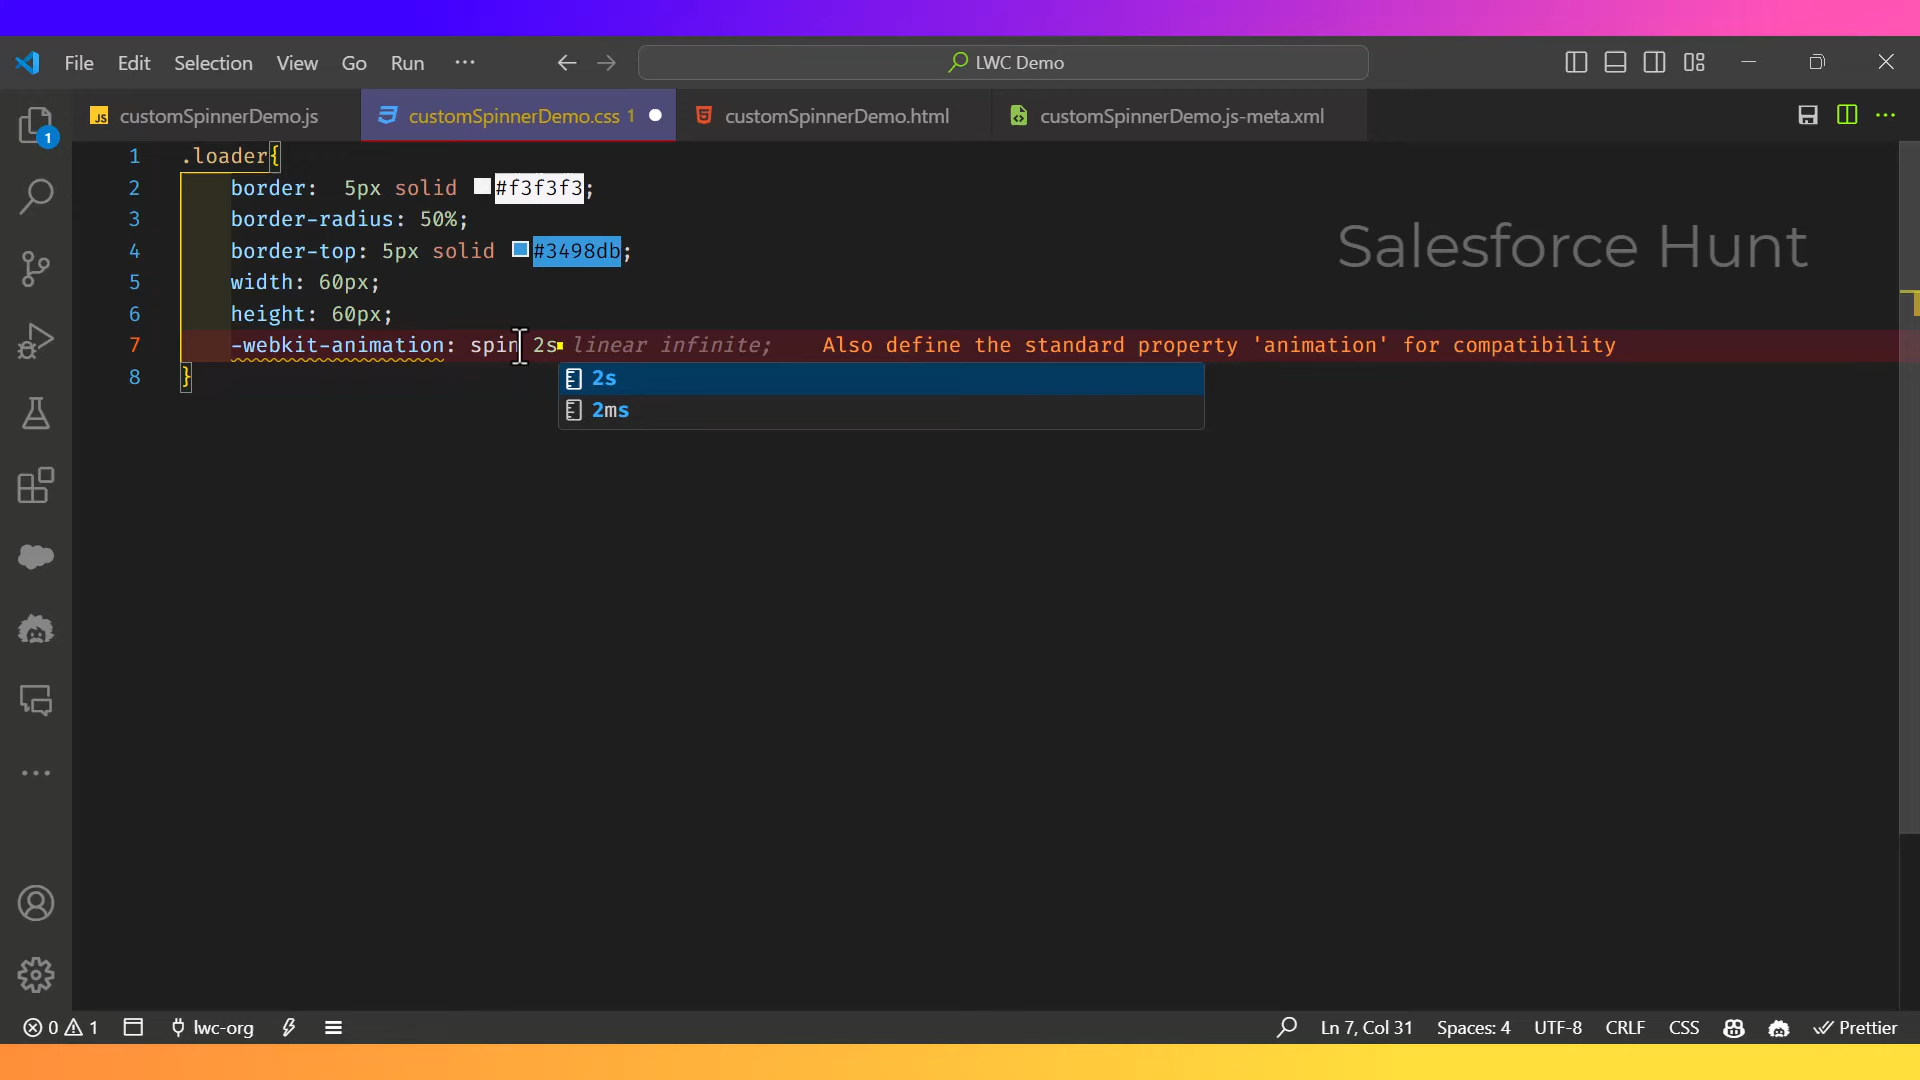 File Edit Selection View Go Run ··· LWC Demo
JS customSpinnerDemo.js customSpinnerDemo.css 1 customSpinnerDemo.html customSpinnerDemo.js-meta.xml
1
1 .loader{
2 border:  5px solid #f3f3f3;
3 border-radius: 50%;
4 border-top: 5px solid #3498db;
5 width: 60px;
6 height: 60px;
7 -webkit-animation: spin 2s linear infinite; Also define the standard property 'animation' for compatibility
8 }
2s
2ms
Salesforce Hunt
0 1 lwc-org Ln 7, Col 31 Spaces: 4 UTF-8 CRLF CSS Prettier